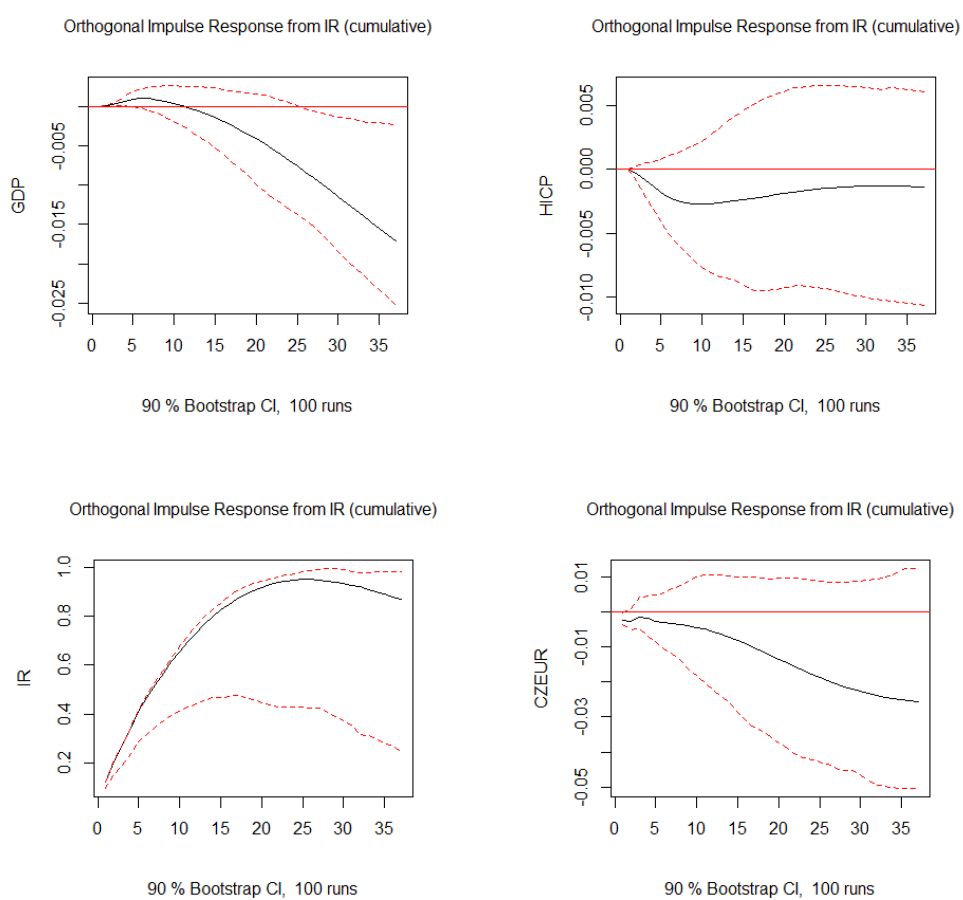 Orthogonal Impulse Response from IR (cumulative)
GDP
-0.005
-0.015
-0.025
0 5 10 15 20 25 30 35
90 % Bootstrap CI, 100 runs
Orthogonal Impulse Response from IR (cumulative)
HICP
0.005
0.000
-0.005
-0.010
0 5 10 15 20 25 30 35
90 % Bootstrap CI, 100 runs
Orthogonal Impulse Response from IR (cumulative)
IR
1.0
0.8
0.6
0.4
0.2
0 5 10 15 20 25 30 35
90 % Bootstrap CI, 100 runs
Orthogonal Impulse Response from IR (cumulative)
CZEUR
0.01
-0.01
-0.03
-0.05
0 5 10 15 20 25 30 35
90 % Bootstrap CI, 100 runs